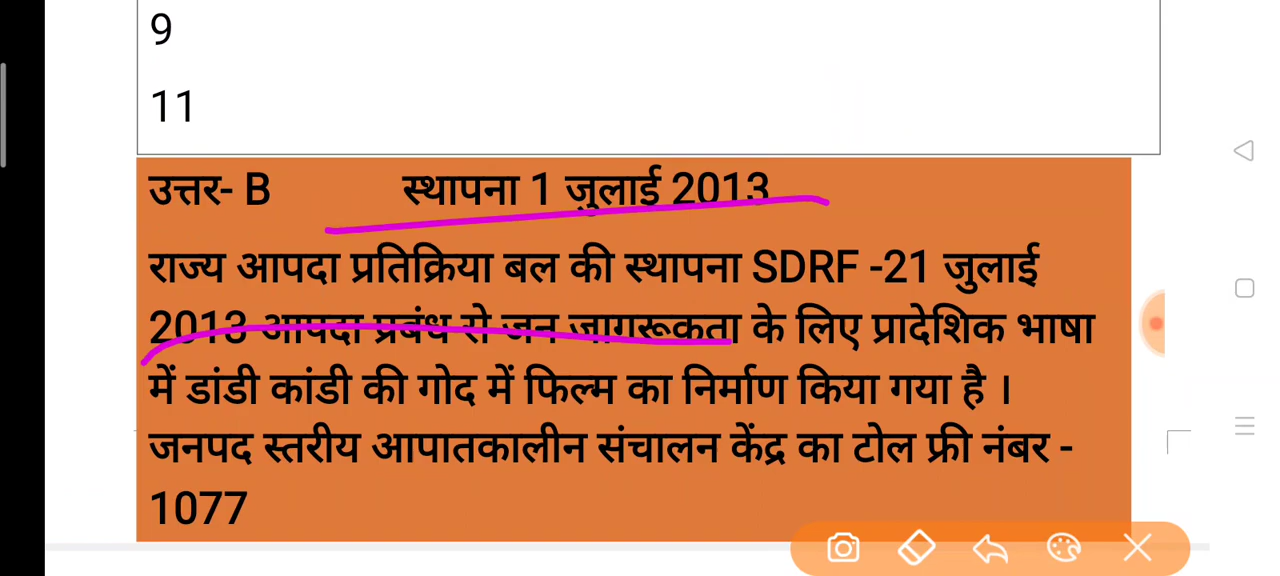 9
11
उत्तर- B स्थापना 1 जुलाई 2013
राज्य आपदा प्रतिक्रिया बल की स्थापना SDRF -21 जुलाई
2013 आपदा प्रबंध से जन जागरूकता के लिए प्रादेशिक भाषा
में डांडी कांडी की गोद में फिल्म का निर्माण किया गया है ।
जनपद स्तरीय आपातकालीन संचालन केंद्र का टोल फ्री नंबर -
1077